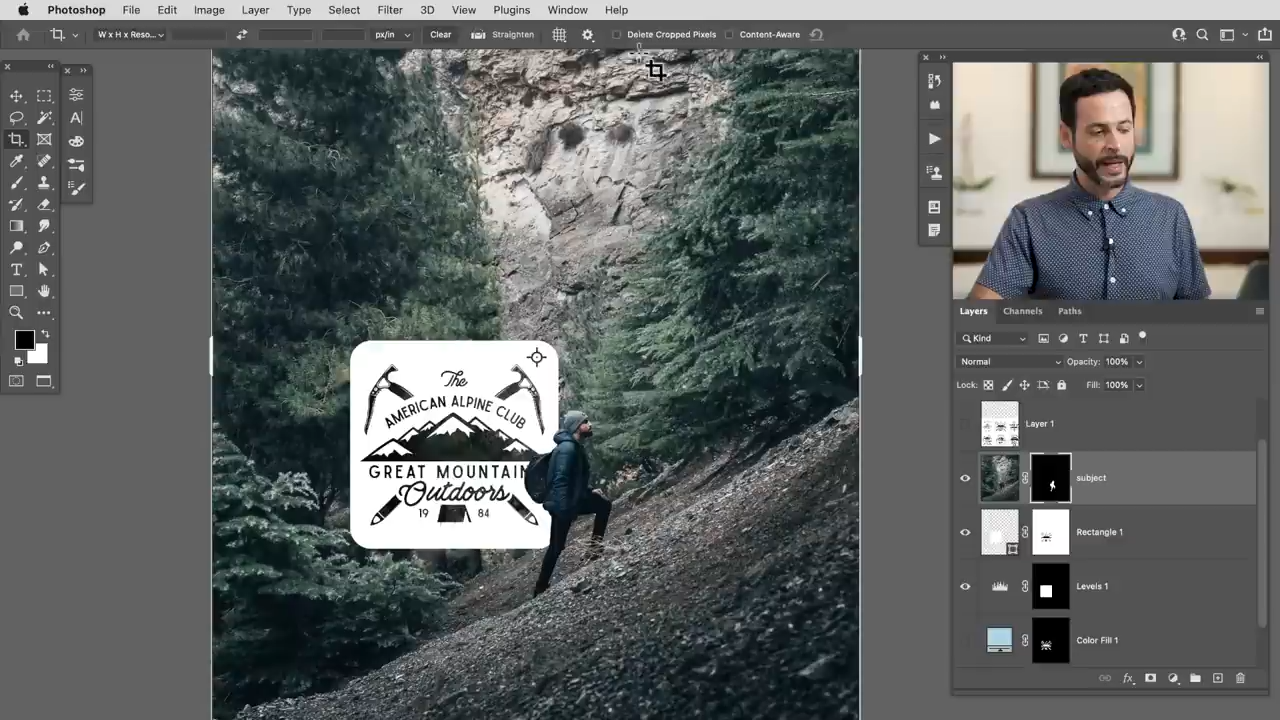 Photoshop File Edit Image Layer Type Select Filter 3D View Plugins Window Help
W x H x Reso... px/in Clear Straighten Delete Cropped Pixels Content-Aware
Layers Channels Paths
Kind
Normal Opacity: 100%
Lock: Fill: 100%
Layer 1
subject
Rectangle 1
Levels 1
Color Fill 1
fx
A
T
The
AMERICAN ALPINE CLUB
GREAT MOUNTAIN
Outdoors
19 84